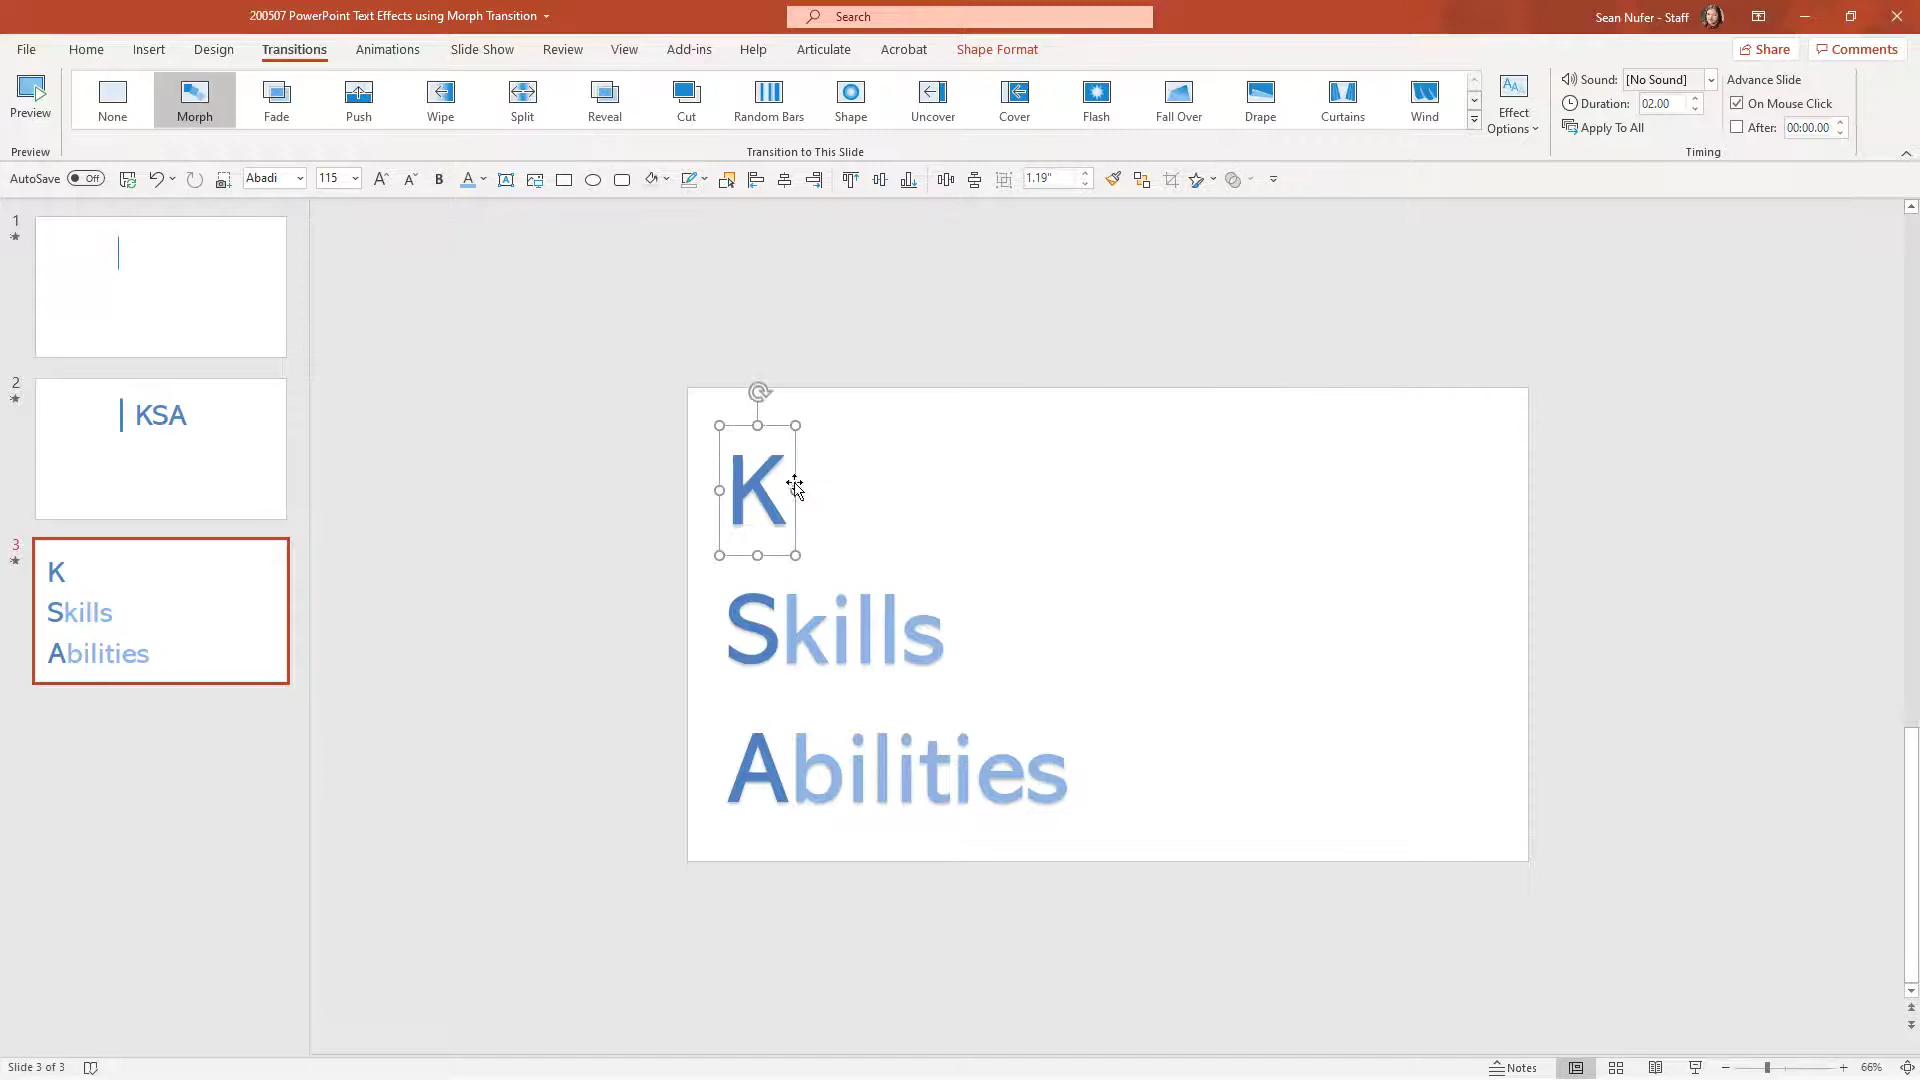 200507 PowerPoint Text Effects using Morph Transition
Search
Sean Nufer - Staff
File Home Insert Design Transitions Animations Slide Show Review View Add-ins Help Articulate Acrobat Shape Format
Share Comments
Preview
None Morph Fade Push Wipe Split Reveal Cut Random Bars Shape Uncover Cover Flash Fall Over Drape Curtains Wind
Effect Options
Sound: [No Sound] Advance Slide
Duration: 02.00 On Mouse Click
Apply To All After: 00:00.00
Preview Transition to This Slide Timing
AutoSave Off Abadi 115 A A B A 1.19"
1
2
KSA
3
K
Skills
Abilities
K
Skills
Abilities
Slide 3 of 3 Notes 66%